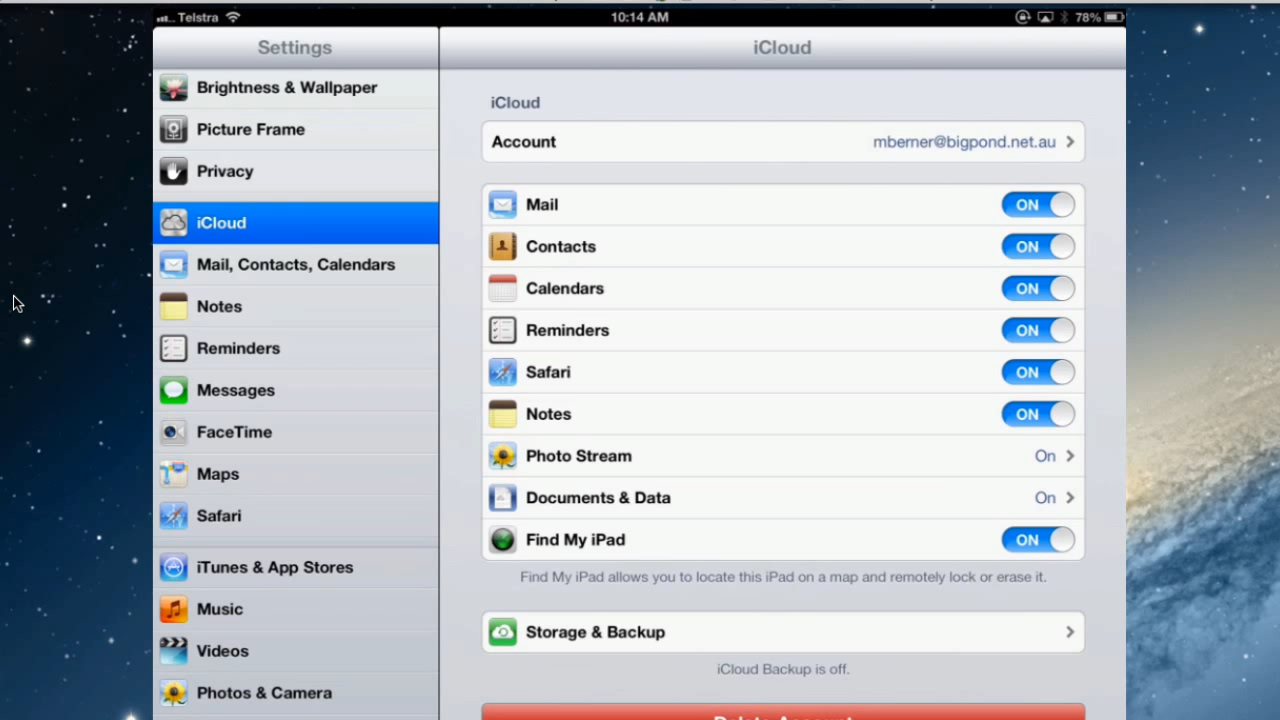 Telstra
10:14 AM
78%
Settings
iCloud
Brightness & Wallpaper
Picture Frame
Privacy
iCloud
Mail, Contacts, Calendars
Notes
Reminders
Messages
FaceTime
Maps
Safari
iTunes & App Stores
Music
Videos
Photos & Camera
iCloud
Account
mberner@bigpond.net.au
Mail ON
Contacts ON
Calendars ON
Reminders ON
Safari ON
Notes ON
Photo Stream On
Documents & Data On
Find My iPad ON
Find My iPad allows you to locate this iPad on a map and remotely lock or erase it.
Storage & Backup
iCloud Backup is off.
Delete Account